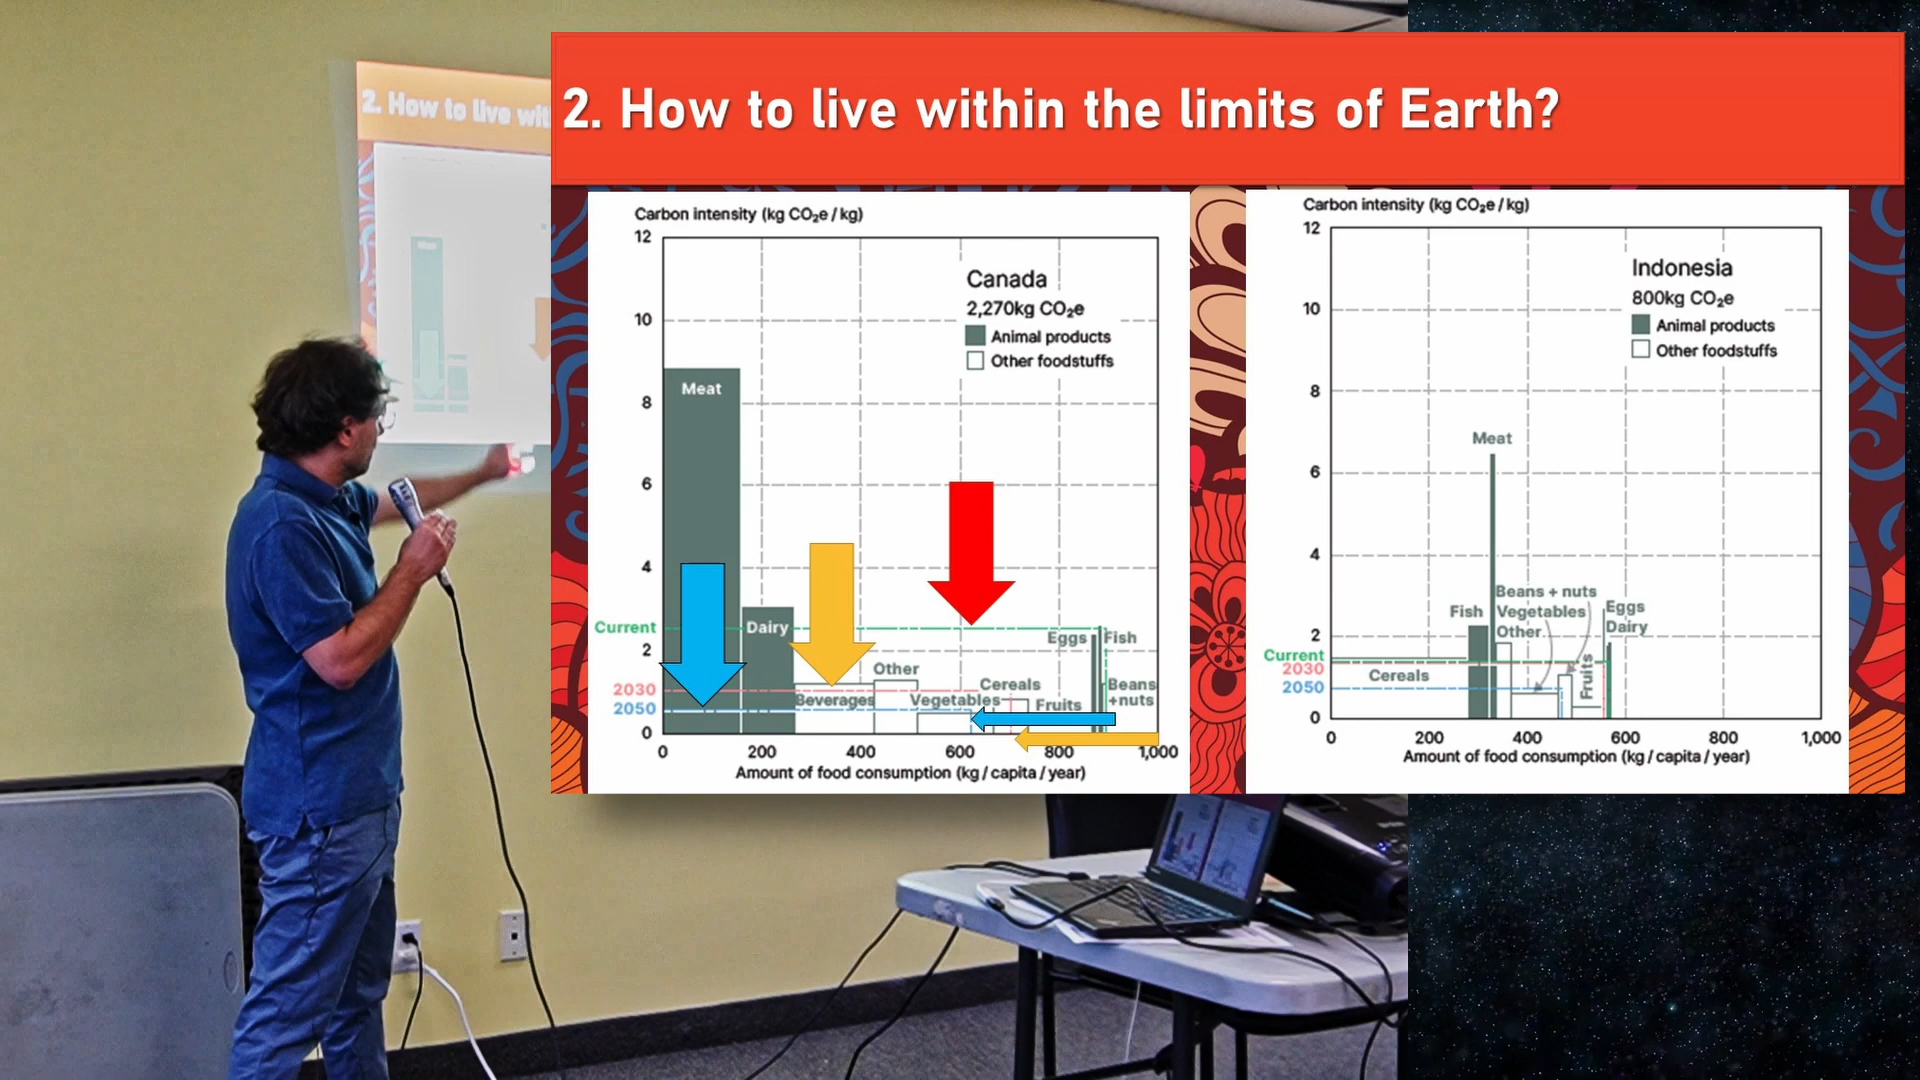 2. How to live wit
2. How to live within the limits of Earth?
Carbon intensity (kg CO₂e / kg)
12
10
8
6
4
2
0
Canada
2,270kg CO₂e
Animal products
Other foodstuffs
Meat
Dairy
Current
2030
2050
Beverages
Other
Vegetables
Cereals
Fruits
Eggs
Fish
Beans
+nuts
0 200 400 600 800 1,000
Amount of food consumption (kg / capita / year)
Carbon intensity (kg CO₂e / kg)
12
10
8
6
4
2
0
Indonesia
800kg CO₂e
Animal products
Other foodstuffs
Meat
Beans + nuts
Fish
Vegetables
Other
Eggs
Dairy
Current
2030
2050
Cereals
Fruits
0 200 400 600 800 1,000
Amount of food consumption (kg / capita / year)